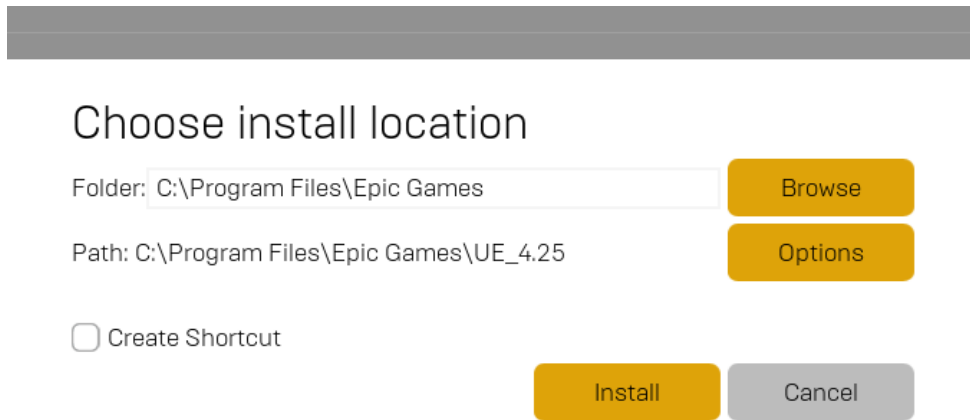 Choose install location
Folder: C:\Program Files\Epic Games Browse
Path: C:\Program Files\Epic Games\UE_4.25 Options
Create Shortcut
Install Cancel